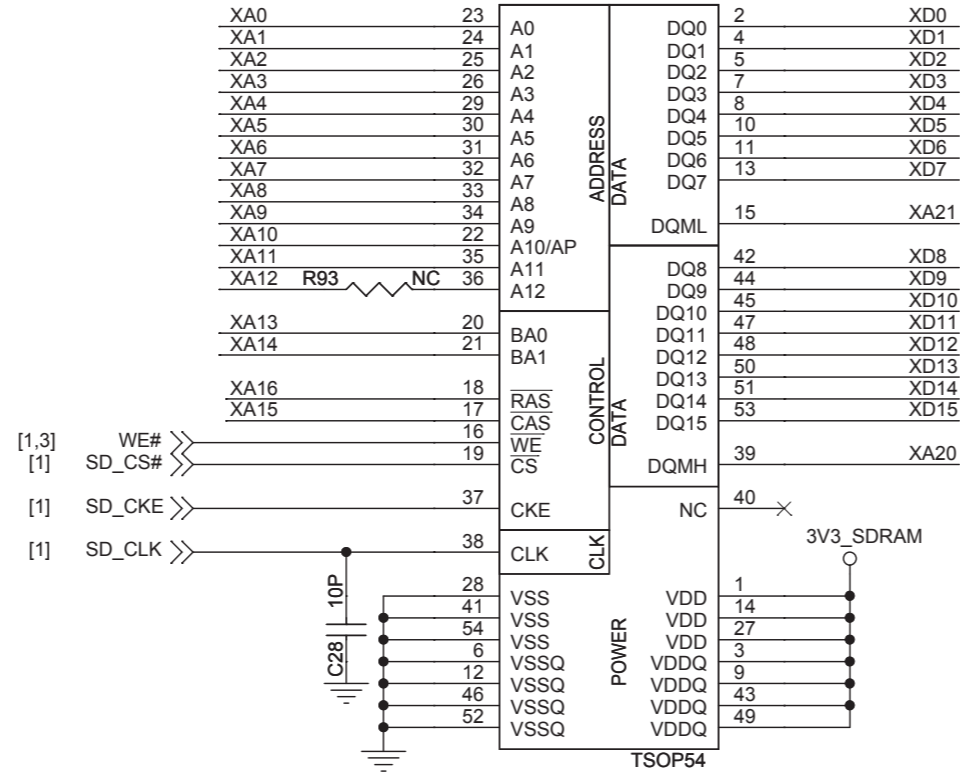 XA0 23 A0 DQ0 2 XD0
XA1 24 A1 DQ1 4 XD1
XA2 25 A2 DQ2 5 XD2
XA3 26 A3 DQ3 7 XD3
XA4 29 A4 DQ4 8 XD4
XA5 30 A5 DQ5 10 XD5
XA6 31 A6 DQ6 11 XD6
XA7 32 A7 DQ7 13 XD7
XA8 33 A8
XA9 34 A9 DQML 15 XA21
XA10 22 A10/AP
XA11 35 A11 DQ8 42 XD8
XA12 R93 NC 36 A12 DQ9 44 XD9
DQ10 45 XD10
XA13 20 BA0 DQ11 47 XD11
XA14 21 BA1 DQ12 48 XD12
DQ13 50 XD13
XA16 18 RAS DQ14 51 XD14
XA15 17 CAS DQ15 53 XD15
[1,3] WE# 16 WE
[1] SD_CS# 19 CS DQMH 39 XA20
[1] SD_CKE 37 CKE NC 40
[1] SD_CLK 38 CLK
3V3_SDRAM
28 VSS VDD 1
41 VSS VDD 14
54 VSS VDD 27
6 VSSQ VDDQ 3
12 VSSQ VDDQ 9
46 VSSQ VDDQ 43
52 VSSQ VDDQ 49
10P
C28
ADDRESS
DATA
CONTROL
DATA
CLK
POWER
TSOP54